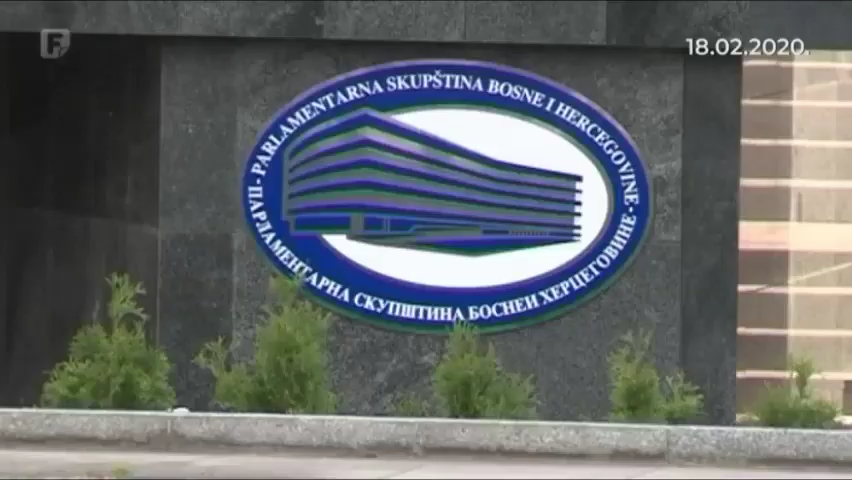 F
18.02.2020.
- PARLAMENTARNA SKUPŠTINA BOSNE I HERCEGOVINE -
ПАРЛАМЕНТАРНА СКУПШТИНА БОСНЕ И ХЕРЦЕГОВИНЕ